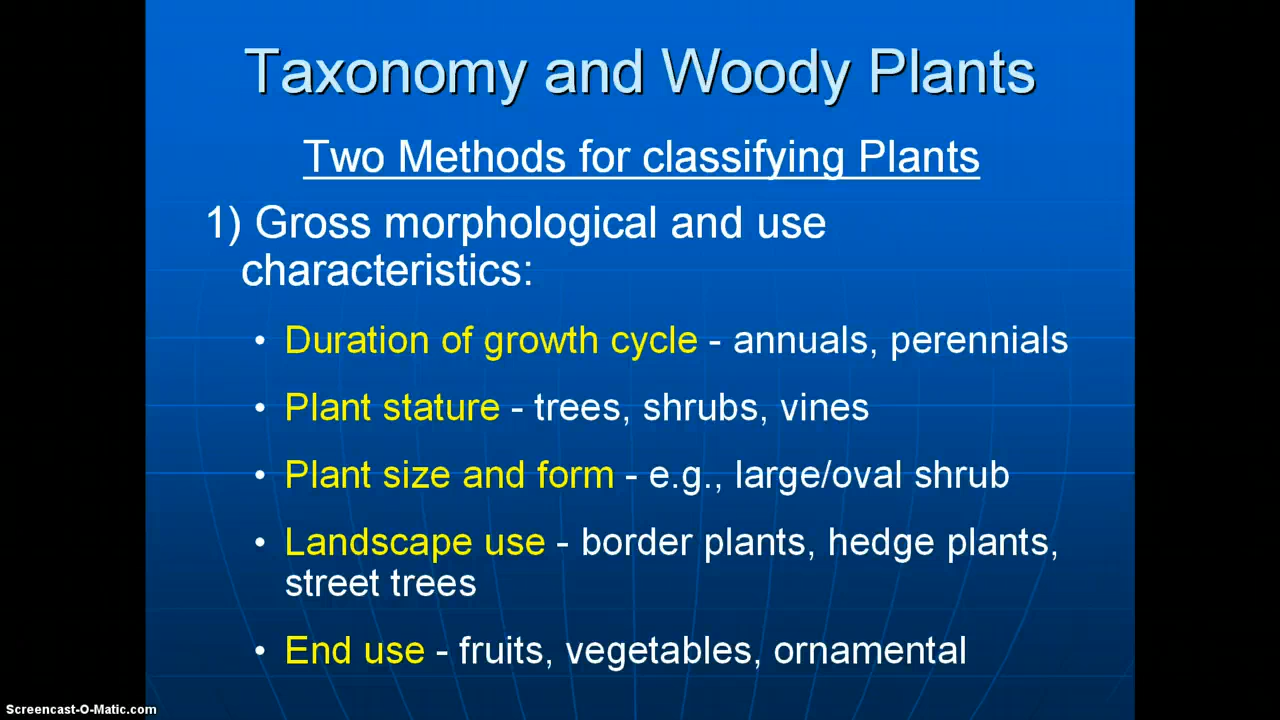 Taxonomy and Woody Plants
Two Methods for classifying Plants
1) Gross morphological and use
characteristics:
• Duration of growth cycle - annuals, perennials
• Plant stature - trees, shrubs, vines
• Plant size and form - e.g., large/oval shrub
• Landscape use - border plants, hedge plants,
street trees
• End use - fruits, vegetables, ornamental
Screencast-O-Matic.com